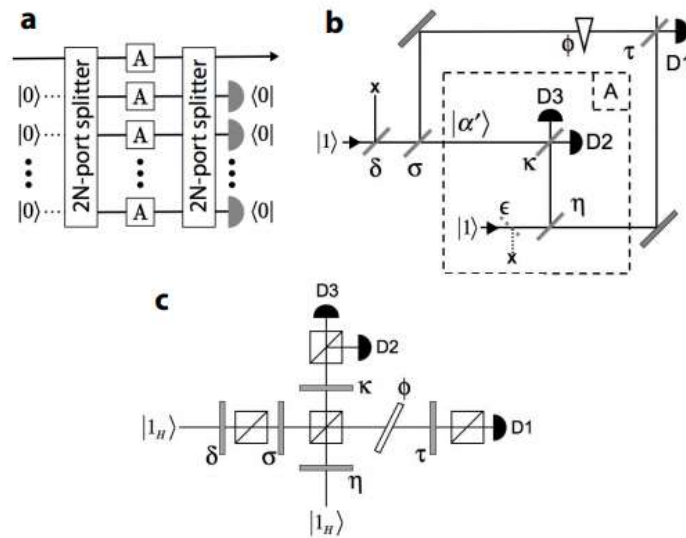 a
2N-port splitter
2N-port splitter
A
|0⟩
A
⟨0|
|0⟩
A
⟨0|
|0⟩
A
⟨0|
b
ϕ
τ
D1
x
A
D3
|α'⟩
|1⟩
D2
δ
σ
κ
ϵ
η
|1⟩
x
c
D3
D2
κ
ϕ
|1_H⟩
D1
δ
σ
τ
η
|1_H⟩